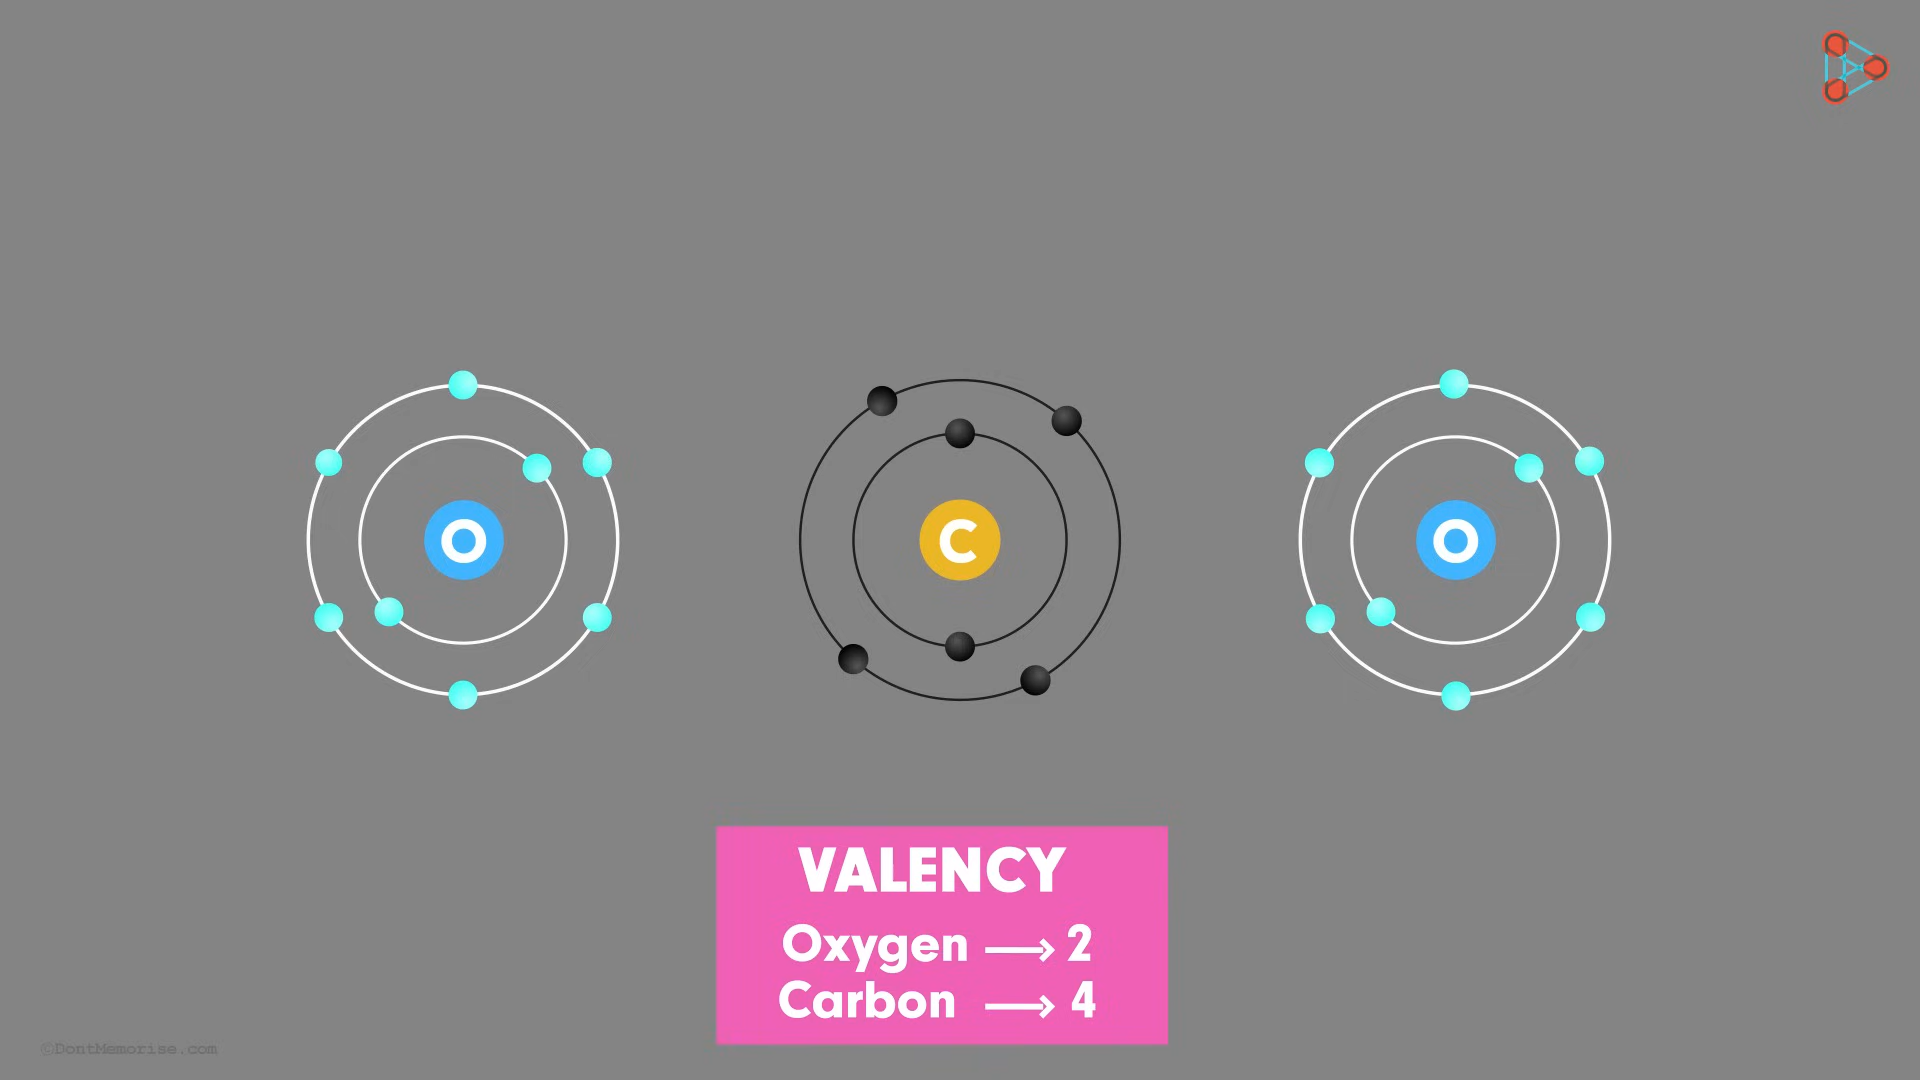 O
C
O
VALENCY
Oxygen ⟶ 2
Carbon ⟶ 4
©DontMemorise.com